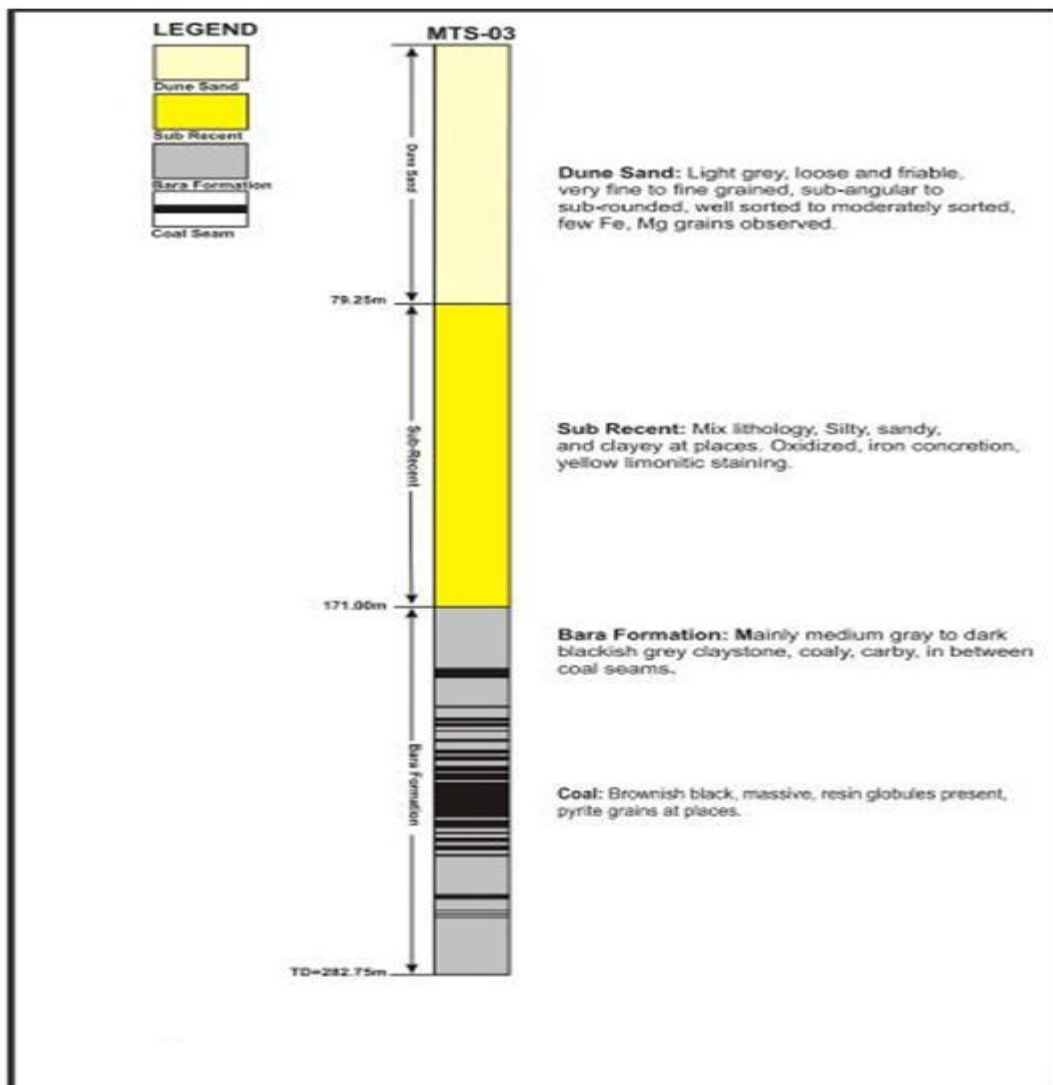 LEGEND
Dune Sand
Sub Recent
Bara Formation
Coal Seam
MTS-03
Dune Sand
79.25m
Sub-Recent
171.00m
Bara Formation
TD=282.75m
Dune Sand: Light grey, loose and friable,
very fine to fine grained, sub-angular to
sub-rounded, well sorted to moderately sorted,
few Fe, Mg grains observed.
Sub Recent: Mix lithology, Silty, sandy,
and clayey at places. Oxidized, iron concretion,
yellow limonitic staining.
Bara Formation: Mainly medium gray to dark
blackish grey claystone, coaly, carby, in between
coal seams.
Coal: Brownish black, massive, resin globules present,
pyrite grains at places.